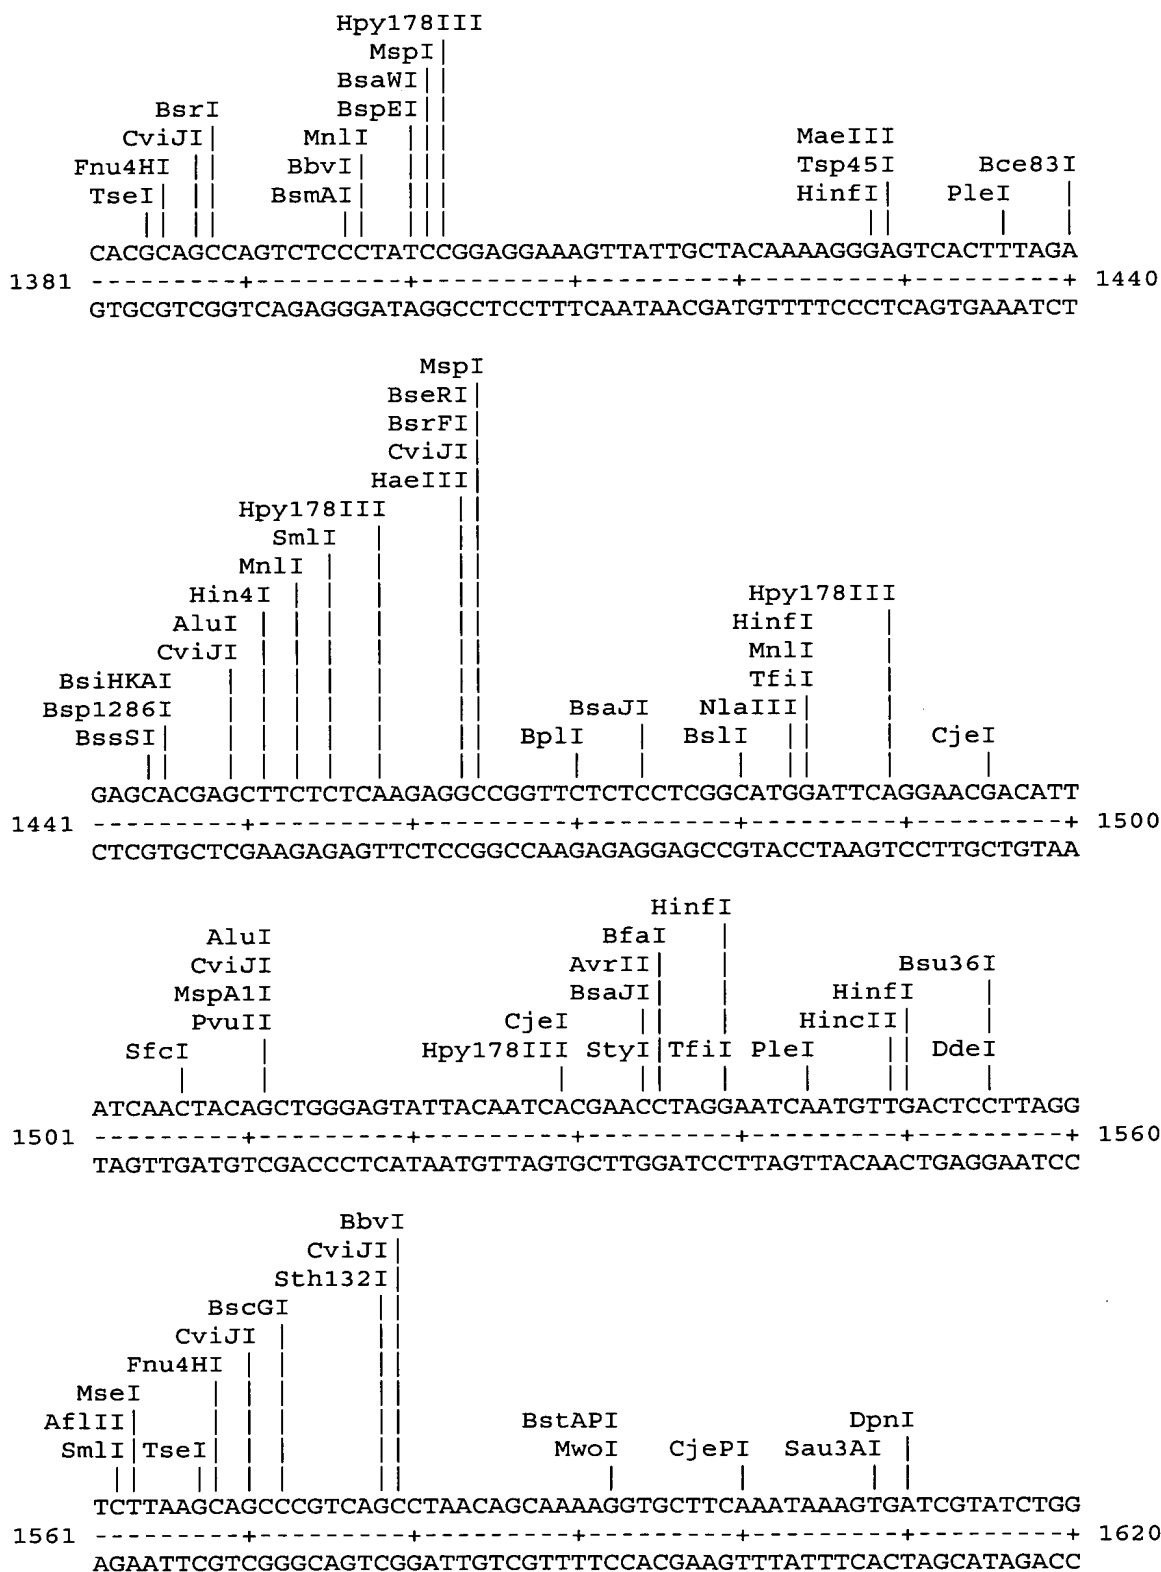 Hpy178III
MspI
BsaWI
BsrI BspEI
CviJI MnlI MaeIII
Fnu4HI BbvI Tsp45I Bce83I
TseI BsmAI HinfI PleI
CACGCAGCCAGTCTCCCTATCCGGAGGAAAGTTATTGCTACAAAAGGGAGTCACTTTAGA
1381 ---------+---------+---------+---------+---------+---------+ 1440
GTGCGTCGGTCAGAGGGATAGGCCTCCTTTCAATAACGATGTTTTCCCTCAGTGAAATCT
MspI
BseRI
BsrFI
CviJI
HaeIII
Hpy178III
SmlI
MnlI
Hin4I Hpy178III
AluI HinfI
CviJI MnlI
BsiHKAI TfiI
Bsp1286I BsaJI NlaIII
BssSI BplI BslI CjeI
GAGCACGAGCTTCTCTCAAGAGGCCGGTTCTCTCCTCGGCATGGATTCAGGAACGACATT
1441 ---------+---------+---------+---------+---------+---------+ 1500
CTCGTGCTCGAAGAGAGTTCTCCGGCCAAGAGAGGAGCCGTACCTAAGTCCTTGCTGTAA
HinfI
AluI BfaI
CviJI AvrII Bsu36I
MspA1I BsaJI HinfI
PvuII CjeI HincII
SfcI Hpy178III StyI TfiI PleI DdeI
ATCAACTACAGCTGGGAGTATTACAATCACGAACCTAGGAATCAATGTTGACTCCTTAGG
1501 ---------+---------+---------+---------+---------+---------+ 1560
TAGTTGATGTCGACCCTCATAATGTTAGTGCTTGGATCCTTAGTTACAACTGAGGAATCC
BbvI
CviJI
Sth132I
BscGI
CviJI
Fnu4HI
MseI
AflII BstAPI DpnI
SmlI TseI MwoI CjePI Sau3AI
TCTTAAGCAGCCCGTCAGCCTAACAGCAAAAGGTGCTTCAAATAAAGTGATCGTATCTGG
1561 ---------+---------+---------+---------+---------+---------+ 1620
AGAATTCGTCGGGCAGTCGGATTGTCGTTTTCCACGAAGTTTATTTCACTAGCATAGACC